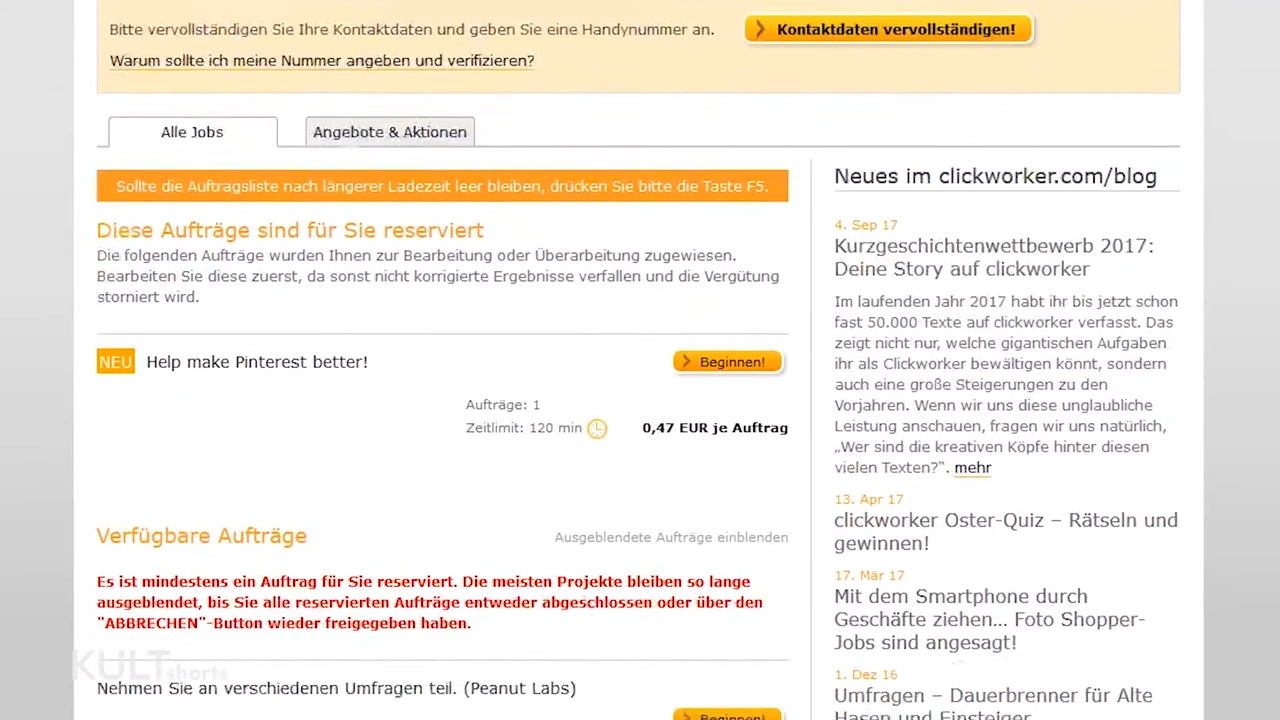 Bitte vervollständigen Sie Ihre Kontaktdaten und geben Sie eine Handynummer an.
Kontaktdaten vervollständigen!
Warum sollte ich meine Nummer angeben und verifizieren?
Alle Jobs
Angebote & Aktionen
Sollte die Auftragsliste nach längerer Ladezeit leer bleiben, drücken Sie bitte die Taste F5.
Diese Aufträge sind für Sie reserviert
Die folgenden Aufträge wurden Ihnen zur Bearbeitung oder Überarbeitung zugewiesen.
Bearbeiten Sie diese zuerst, da sonst nicht korrigierte Ergebnisse verfallen und die Vergütung
storniert wird.
NEU Help make Pinterest better!
Beginnen!
Aufträge: 1
Zeitlimit: 120 min
0,47 EUR je Auftrag
Verfügbare Aufträge
Ausgeblendete Aufträge einblenden
Es ist mindestens ein Auftrag für Sie reserviert. Die meisten Projekte bleiben so lange
ausgeblendet, bis Sie alle reservierten Aufträge entweder abgeschlossen oder über den
"ABBRECHEN"-Button wieder freigegeben haben.
KULT shorts
Nehmen Sie an verschiedenen Umfragen teil. (Peanut Labs)
Beginnen!
Neues im clickworker.com/blog
4. Sep 17
Kurzgeschichtenwettbewerb 2017:
Deine Story auf clickworker
Im laufenden Jahr 2017 habt ihr bis jetzt schon
fast 50.000 Texte auf clickworker verfasst. Das
zeigt nicht nur, welche gigantischen Aufgaben
ihr als Clickworker bewältigen könnt, sondern
auch eine große Steigerungen zu den
Vorjahren. Wenn wir uns diese unglaubliche
Leistung anschauen, fragen wir uns natürlich,
„Wer sind die kreativen Köpfe hinter diesen
vielen Texten?“. mehr
13. Apr 17
clickworker Oster-Quiz – Rätseln und
gewinnen!
17. Mär 17
Mit dem Smartphone durch
Geschäfte ziehen… Foto Shopper-
Jobs sind angesagt!
1. Dez 16
Umfragen – Dauerbrenner für Alte
Hasen und Einsteiger